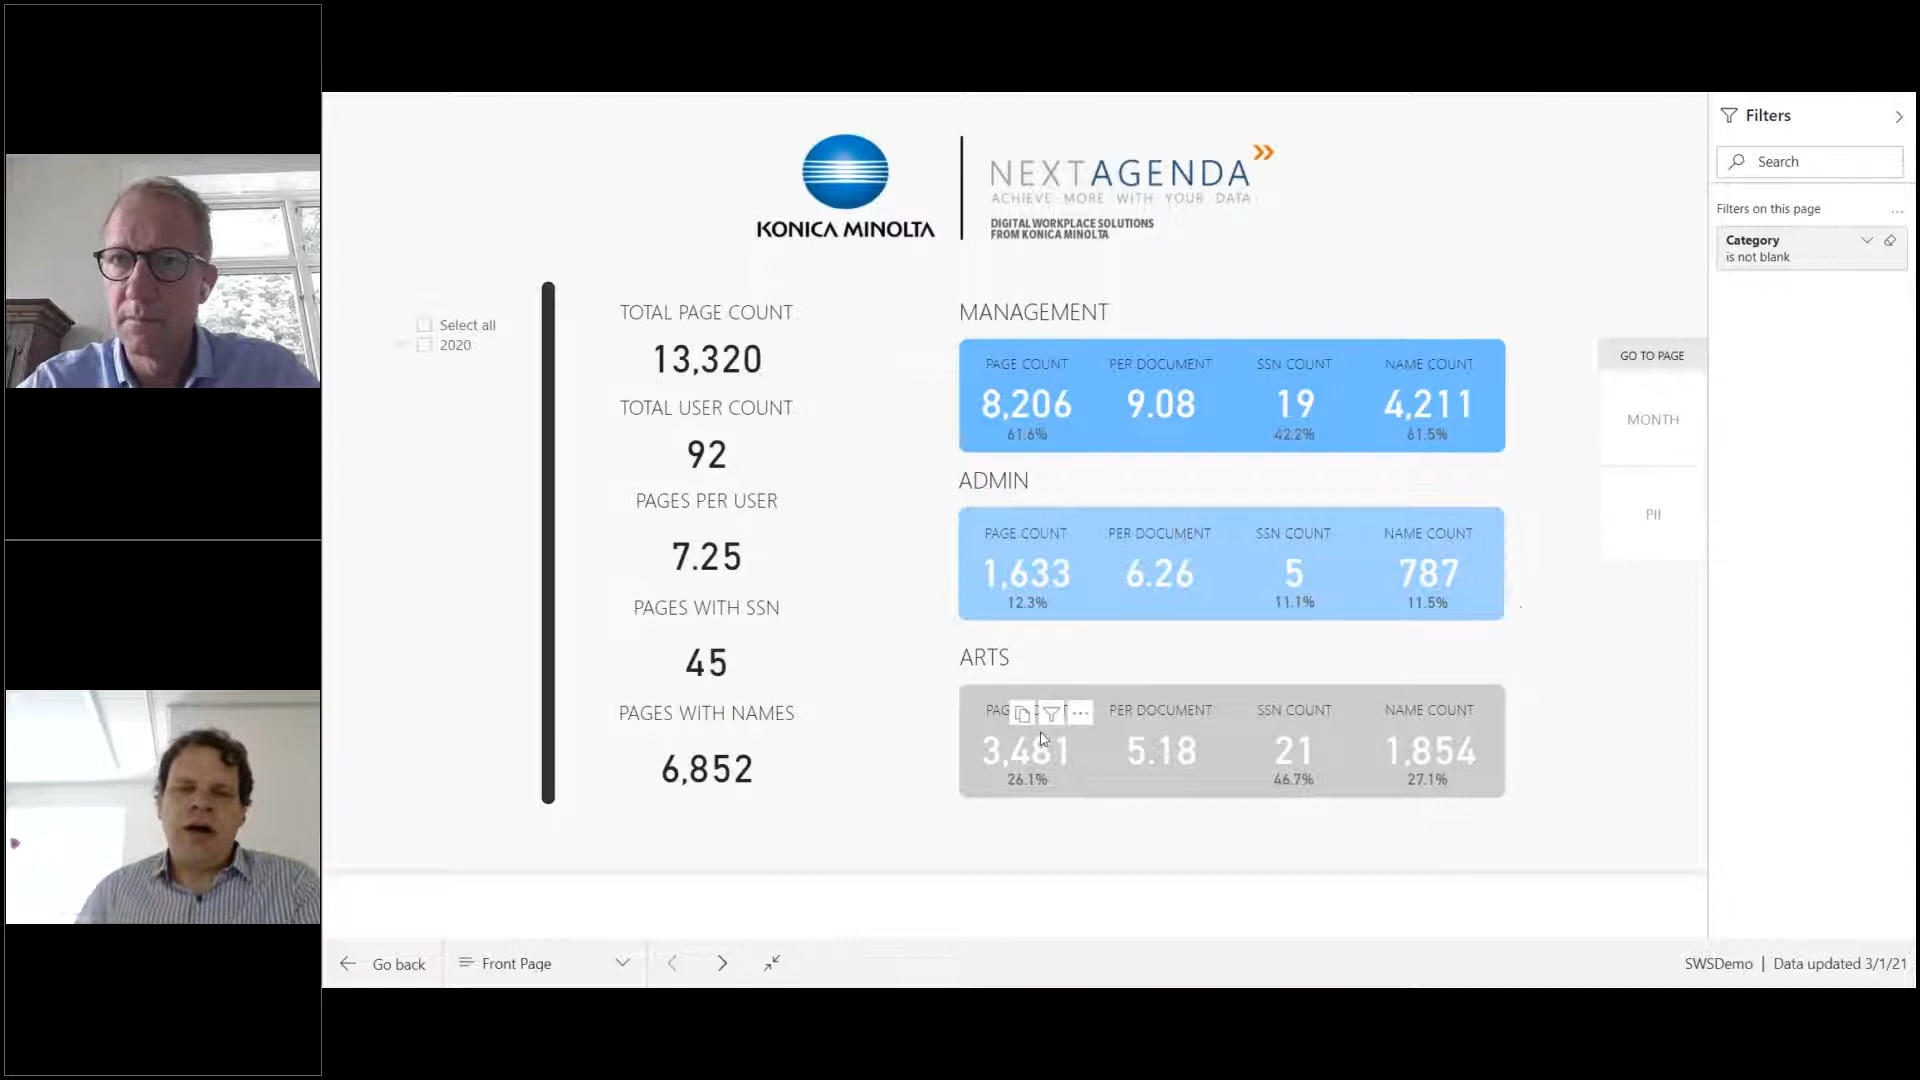 KONICA MINOLTA
NEXTAGENDA
ACHIEVE MORE WITH YOUR DATA
DIGITAL WORKPLACE SOLUTIONS
FROM KONICA MINOLTA
Select all
2020
TOTAL PAGE COUNT
13,320
TOTAL USER COUNT
92
PAGES PER USER
7.25
PAGES WITH SSN
45
PAGES WITH NAMES
6,852
MANAGEMENT
PAGE COUNT PER DOCUMENT SSN COUNT NAME COUNT
8,206 9.08 19 4,211
61.6% 42.2% 61.5%
ADMIN
PAGE COUNT PER DOCUMENT SSN COUNT NAME COUNT
1,633 6.26 5 787
12.3% 11.1% 11.5%
ARTS
PER DOCUMENT SSN COUNT NAME COUNT
3,481 5.18 21 1,854
26.1% 46.7% 27.1%
GO TO PAGE
MONTH
PII
Filters
Search
Filters on this page
...
Category
is not blank
Go back
Front Page
SWSDemo | Data updated 3/1/21